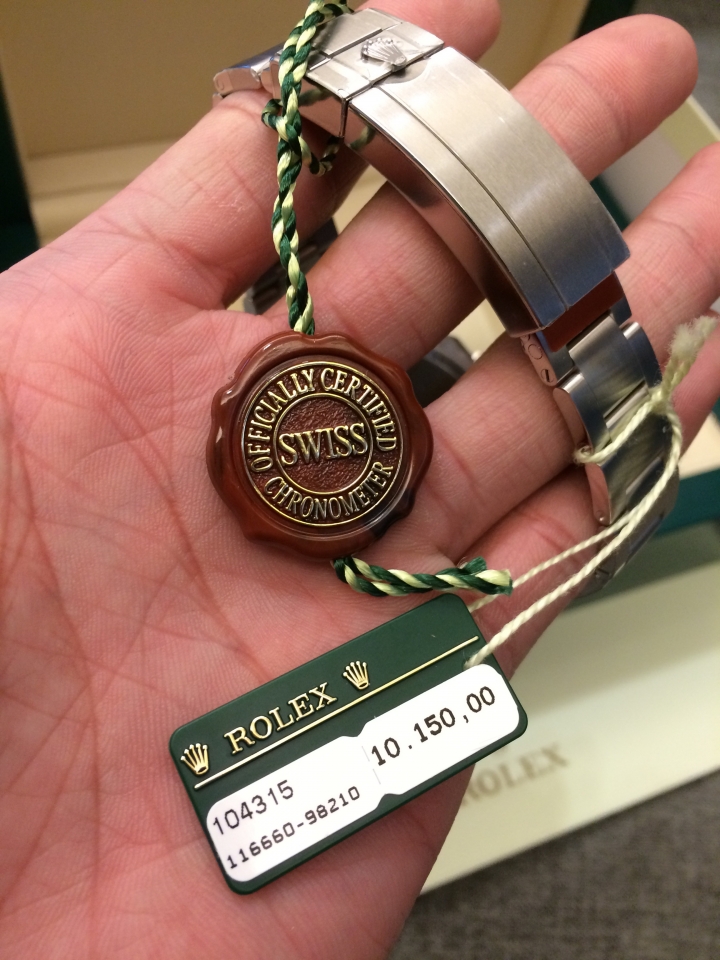 OFFICIALLY CERTIFIED
SWISS
CHRONOMETER
ROLEX
10.150,00
104315
116660-98210
ROLEX